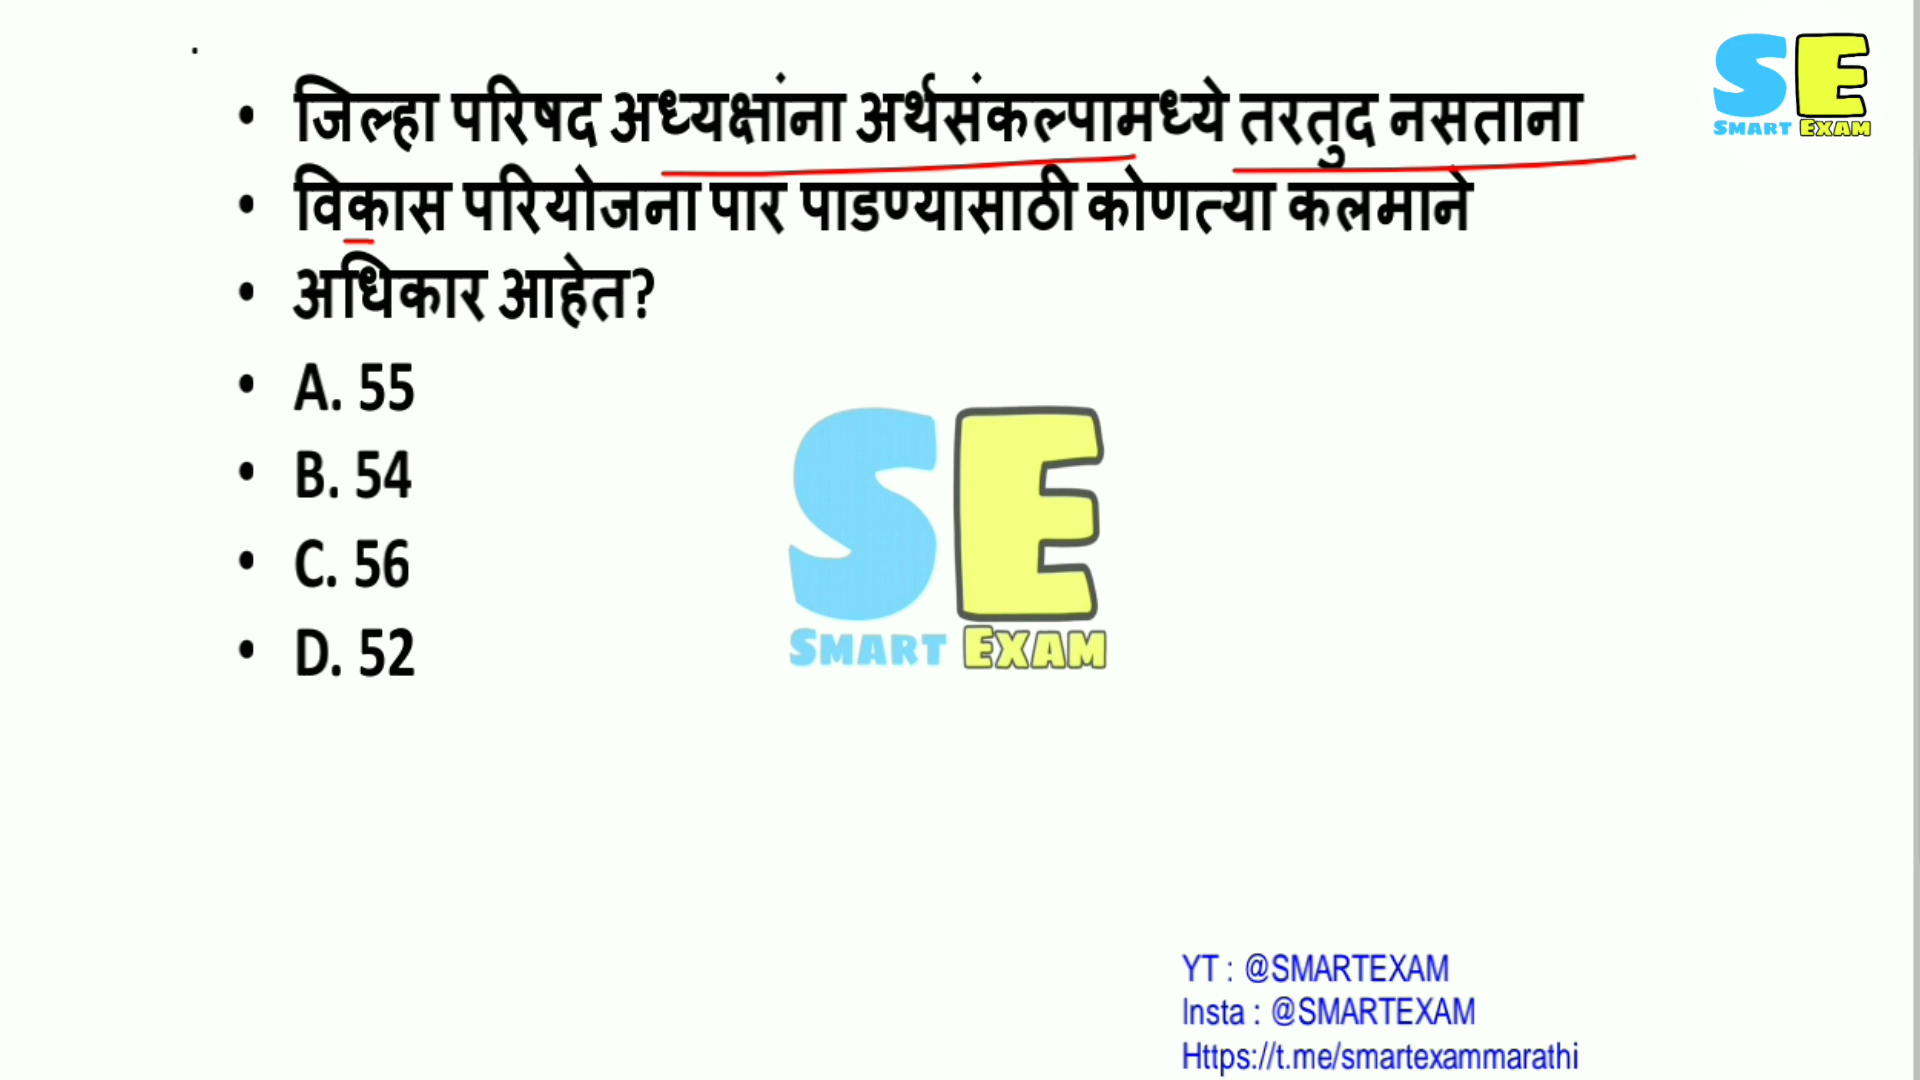 SE
SMART EXAM
• जिल्हा परिषद अध्यक्षांना अर्थसंकल्पामध्ये तरतुद नसताना
• विकास परियोजना पार पाडण्यासाठी कोणत्या कलमाने
• अधिकार आहेत?
• A. 55
• B. 54
• C. 56
• D. 52
SE
SMART EXAM
YT : @SMARTEXAM
Insta : @SMARTEXAM
Https://t.me/smartexammarathi